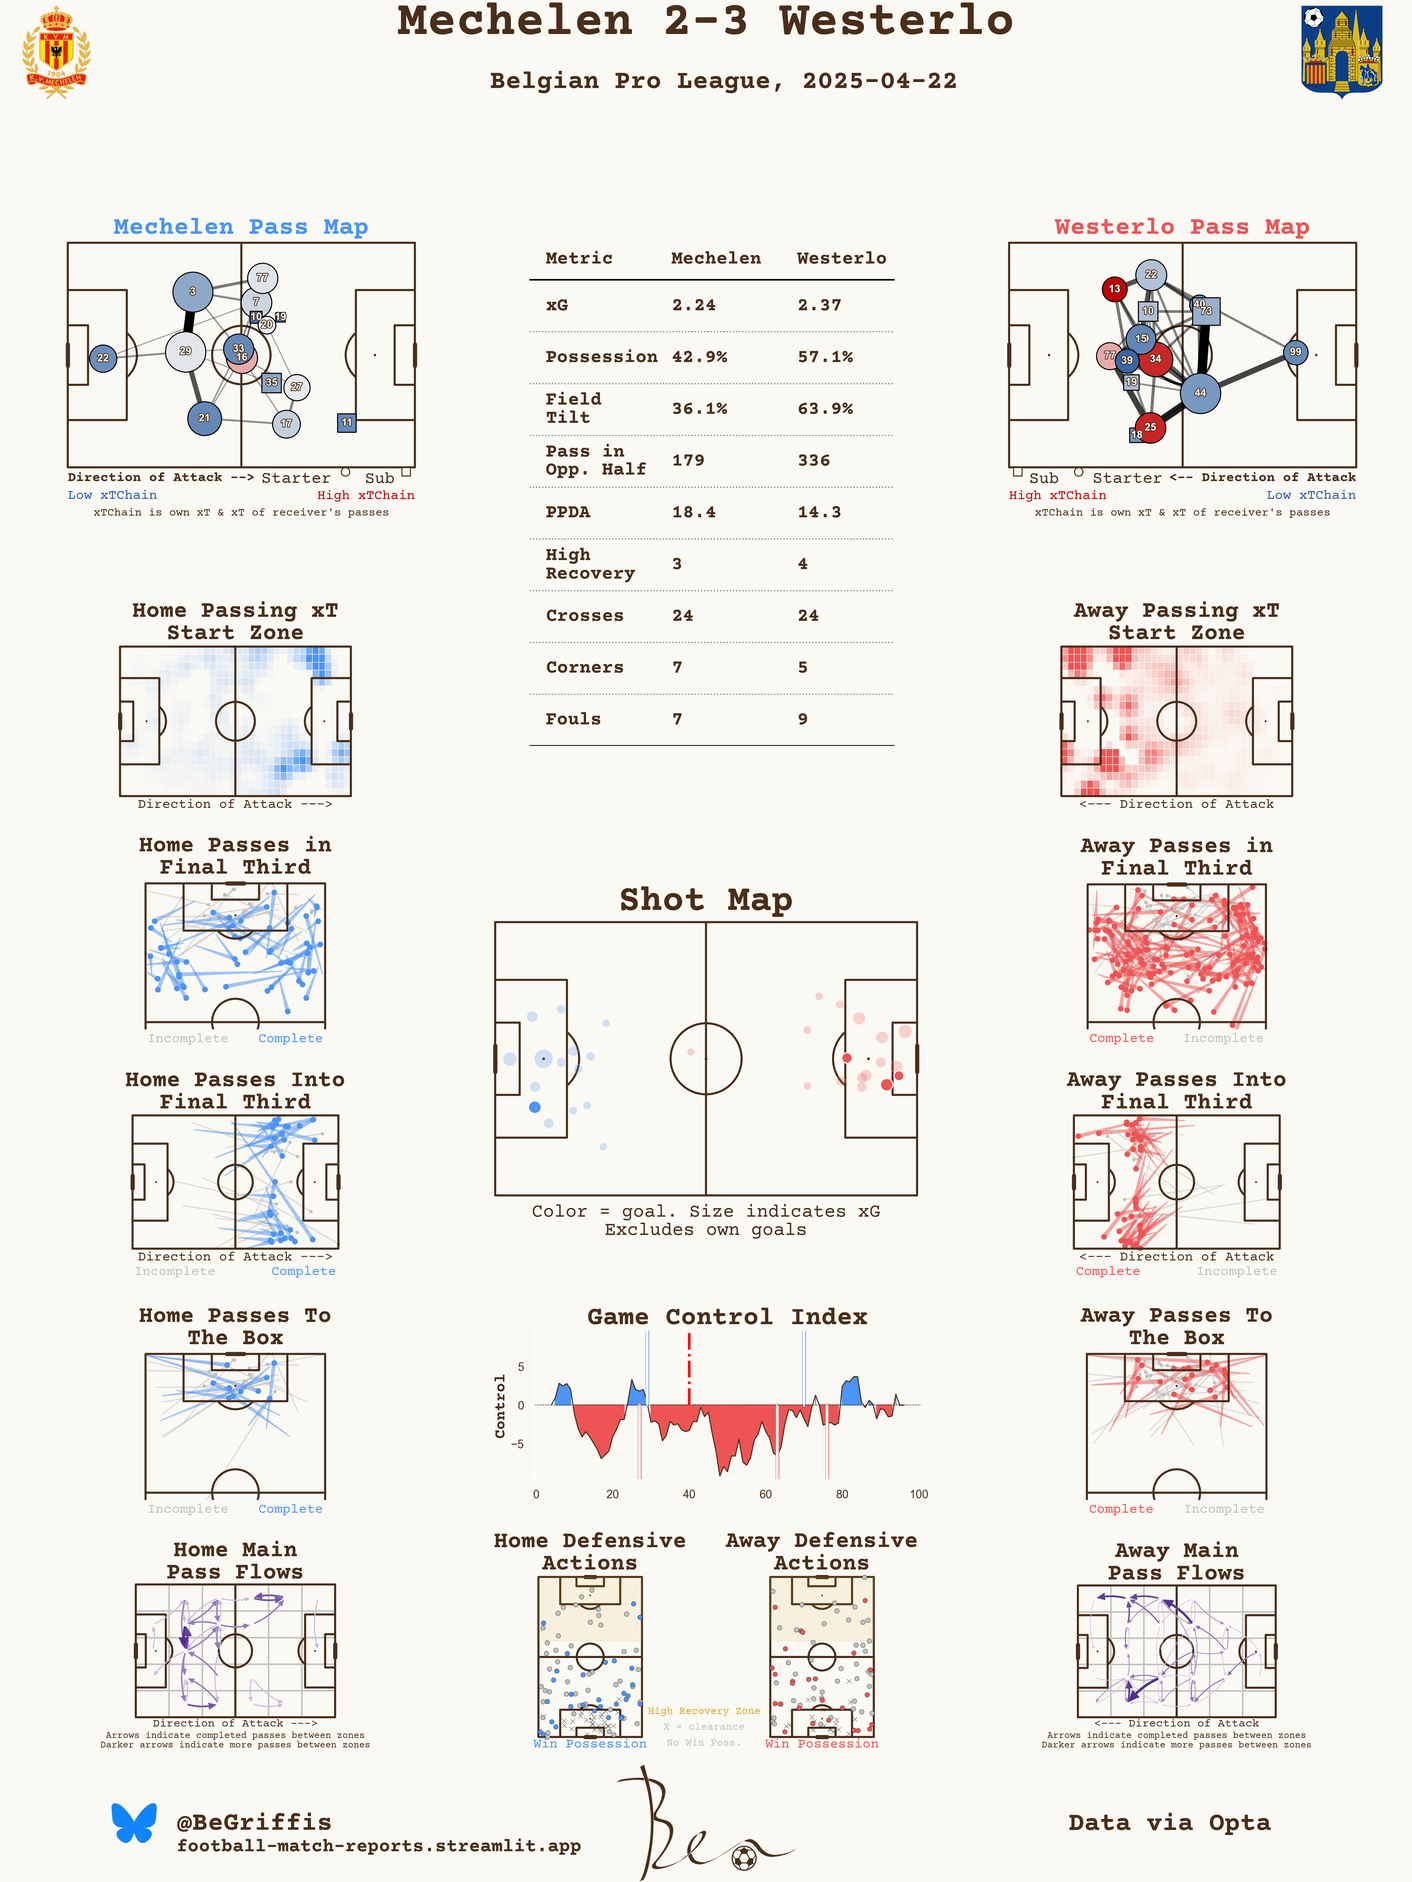 Mechelen 2-3 Westerlo
Belgian Pro League, 2025-04-22
K V M
1904
K.V. MECHELEN
Mechelen Pass Map
3
77
7
10
19
20
22
29
33
16
35
27
21
17
11
Direction of Attack --> Starter Sub
Low xTChain High xTChain
xTChain is own xT & xT of receiver's passes
Metric Mechelen Westerlo
xG 2.24 2.37
Possession 42.9% 57.1%
Field
Tilt 36.1% 63.9%
Pass in
Opp. Half 179 336
PPDA 18.4 14.3
High
Recovery 3 4
Crosses 24 24
Corners 7 5
Fouls 7 9
Westerlo Pass Map
22
13
40
73
10
15
77
39
34
99
19
44
25
18
Sub Starter <-- Direction of Attack
High xTChain Low xTChain
xTChain is own xT & xT of receiver's passes
Home Passing xT
Start Zone
Direction of Attack --->
Away Passing xT
Start Zone
<--- Direction of Attack
Home Passes in
Final Third
Incomplete Complete
Away Passes in
Final Third
Complete Incomplete
Shot Map
Color = goal. Size indicates xG
Excludes own goals
Home Passes Into
Final Third
Direction of Attack --->
Incomplete Complete
Away Passes Into
Final Third
<--- Direction of Attack
Complete Incomplete
Home Passes To
The Box
Incomplete Complete
Game Control Index
Control
5
0
−5
0 20 40 60 80 100
Away Passes To
The Box
Complete Incomplete
Home Main
Pass Flows
Direction of Attack --->
Arrows indicate completed passes between zones
Darker arrows indicate more passes between zones
Home Defensive
Actions
Win Possession
Away Defensive
Actions
Win Possession
High Recovery Zone
X = clearance
No Win Poss.
Away Main
Pass Flows
<--- Direction of Attack
Arrows indicate completed passes between zones
Darker arrows indicate more passes between zones
@BeGriffis
football-match-reports.streamlit.app
Ben
Data via Opta